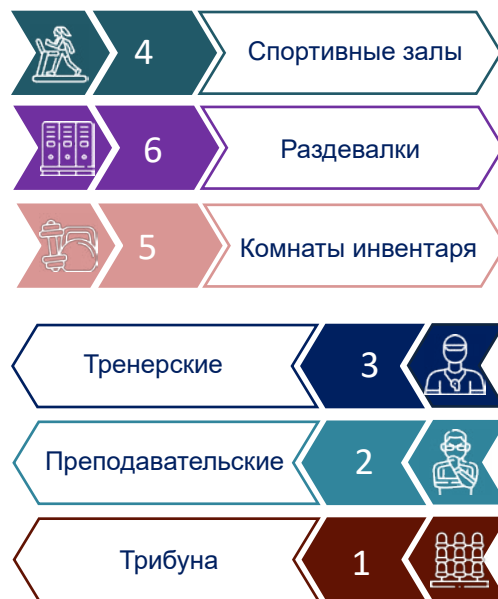 4 Спортивные залы
6 Раздевалки
5 Комнаты инвентаря
Тренерские 3
Преподавательские 2
Трибуна 1